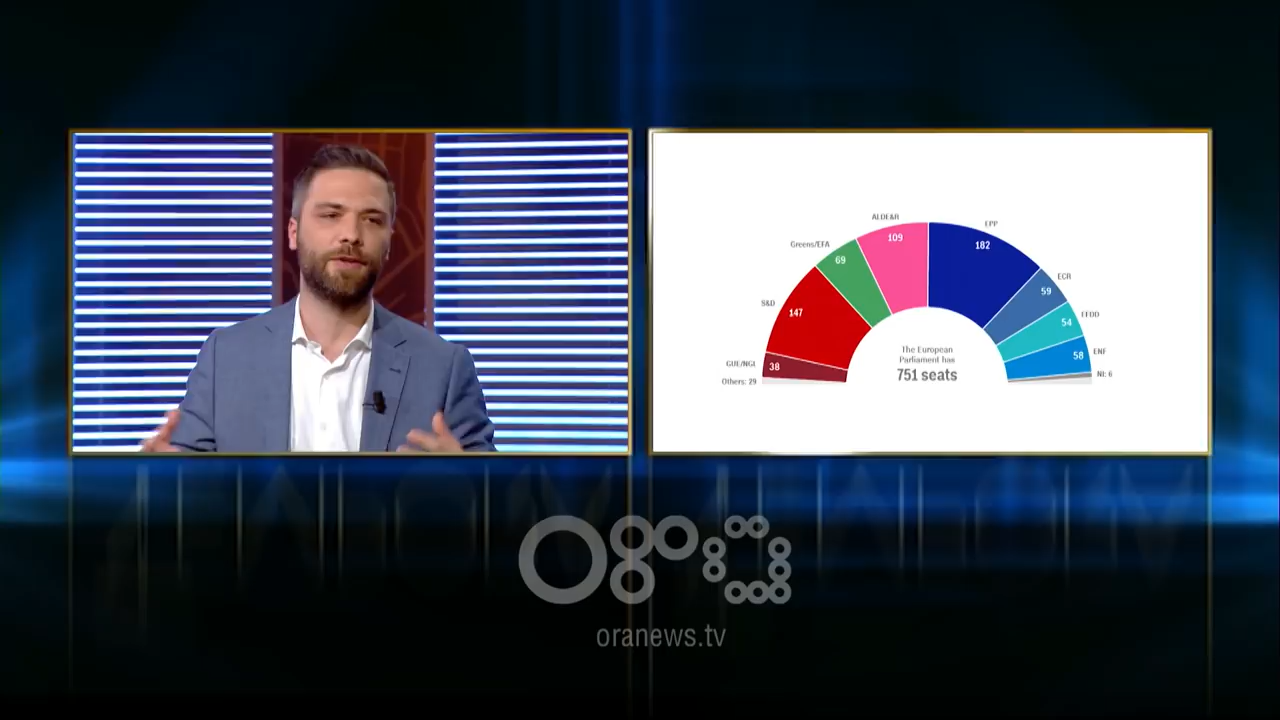 ALDE&R
109
EPP
182
Greens/EFA
69
ECR
59
S&D
147
EFDD
54
The European
Parliament has
751 seats
ENF
58
GUE/NGL
38
Others: 29
NI: 6
ora
oranews.tv